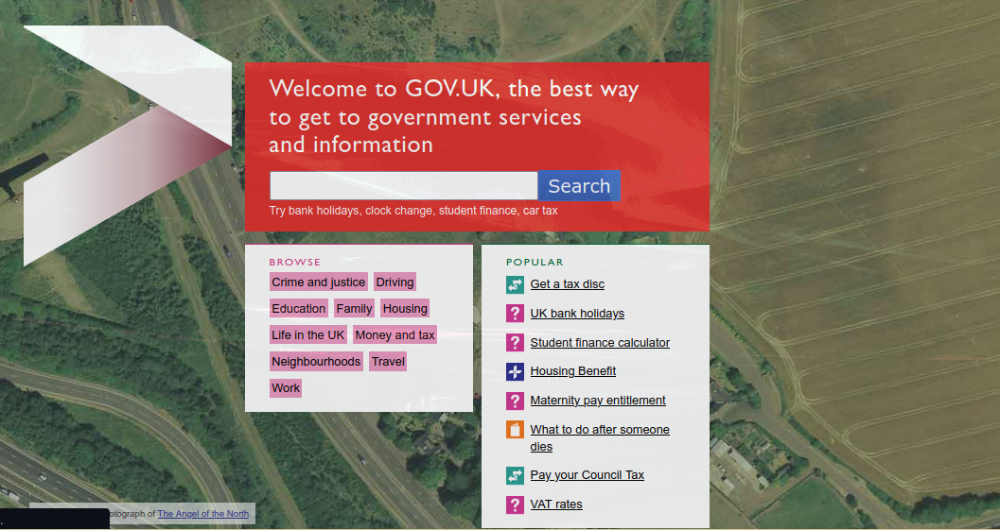 Welcome to GOV.UK, the best way
to get to government services
and information
Search
Try bank holidays, clock change, student finance, car tax
BROWSE
Crime and justice Driving
Education Family Housing
Life in the UK Money and tax
Neighbourhoods Travel
Work
POPULAR
Get a tax disc
UK bank holidays
Student finance calculator
Housing Benefit
Maternity pay entitlement
What to do after someone
dies
Pay your Council Tax
VAT rates
of The Angel of the North.